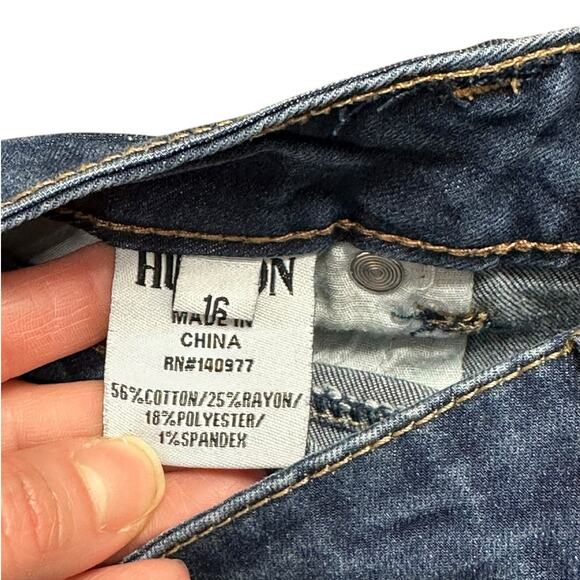 16
MADE IN
CHINA
RN#140977
56%COTTON/25%RAYON/
18%POLYESTER/
1%SPANDEX